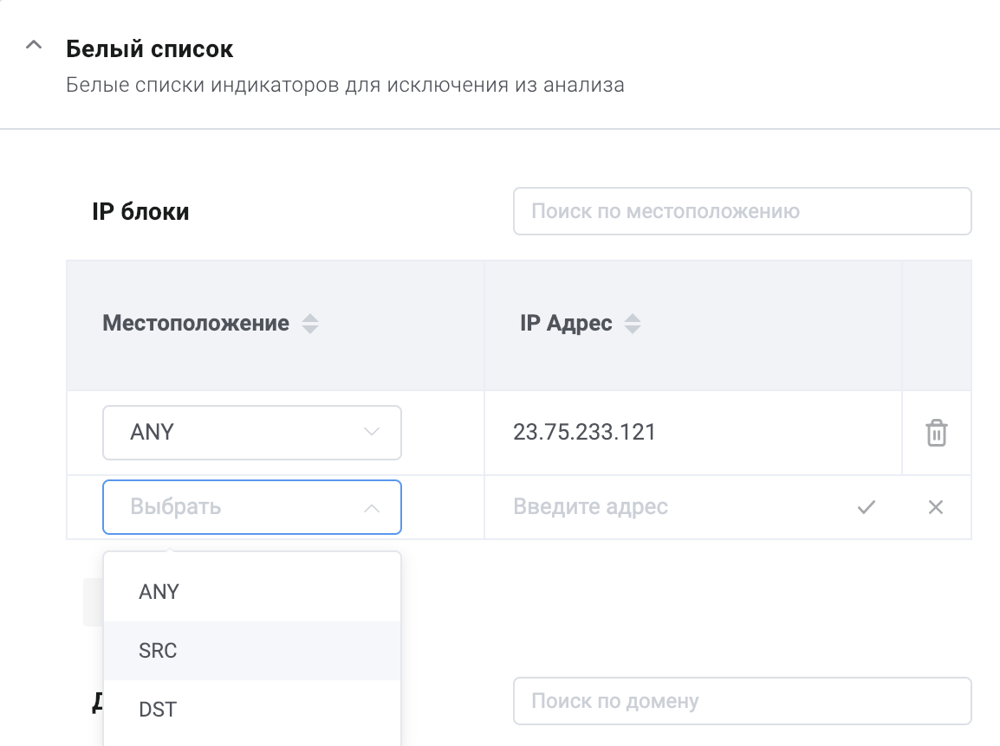 Белый список
Белые списки индикаторов для исключения из анализа
IP блоки
Поиск по местоположению
Местоположение
IP Адрес
ANY
23.75.233.121
Выбрать
Введите адрес
ANY
SRC
DST
Поиск по домену